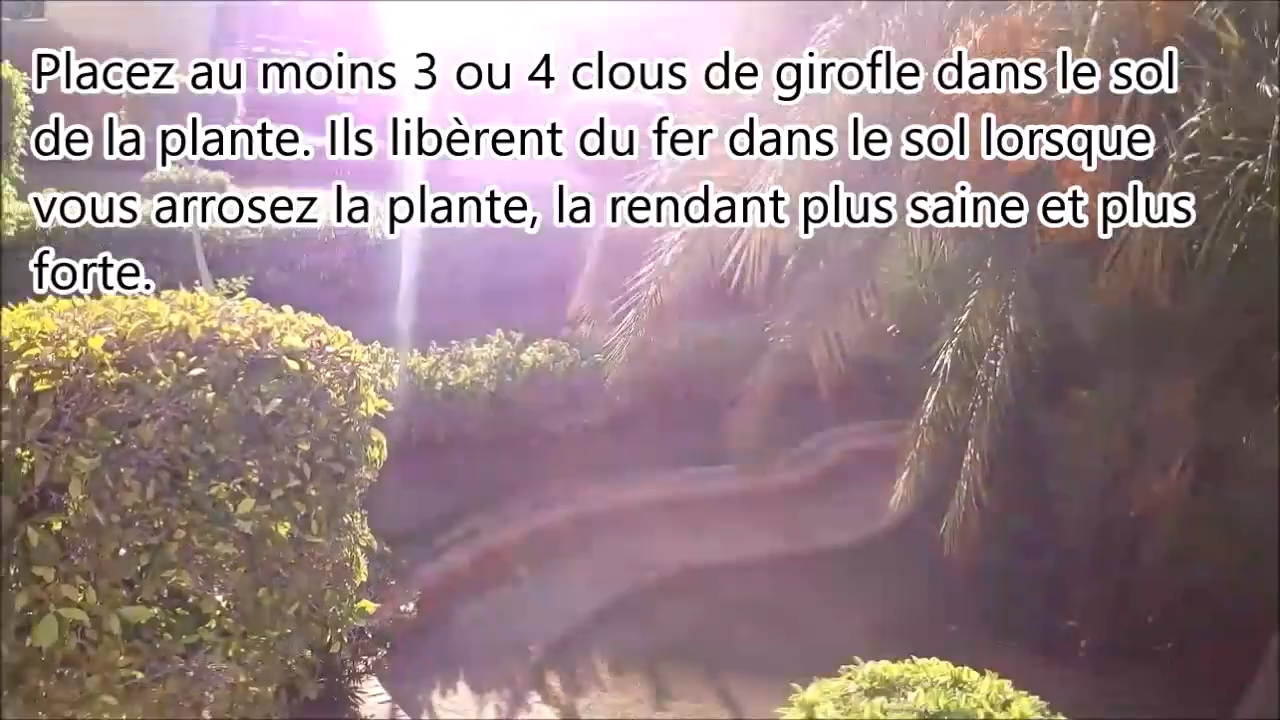 Placez au moins 3 ou 4 clous de girofle dans le sol
de la plante. Ils libèrent du fer dans le sol lorsque
vous arrosez la plante, la rendant plus saine et plus
forte.